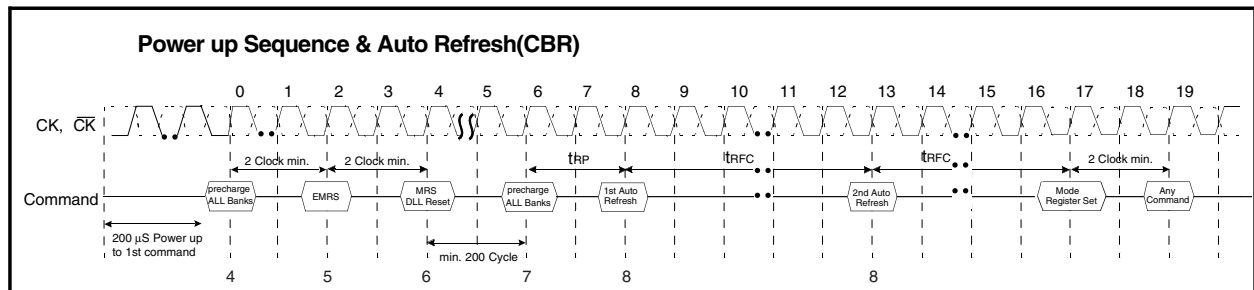 Power up Sequence & Auto Refresh(CBR)
0 1 2 3 4 5 6 7 8 9 10 11 12 13 14 15 16 17 18 19
CK, CK
2 Clock min. 2 Clock min. tRP tRFC tRFC 2 Clock min.
Command
precharge
ALL Banks
EMRS
MRS
DLL Reset
precharge
ALL Banks
1st Auto
Refresh
2nd Auto
Refresh
Mode
Register Set
Any
Command
200 μS Power up
to 1st command
min. 200 Cycle
4 5 6 7 8 8